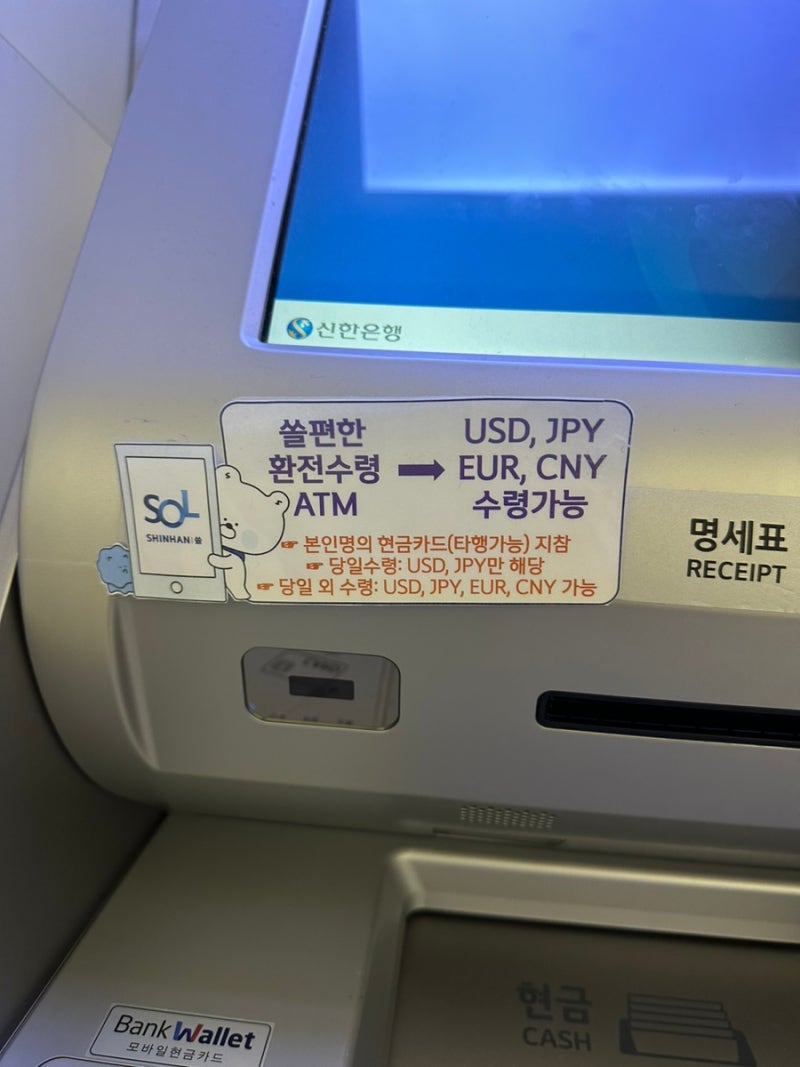 신한은행
쏠편한
환전수령
ATM
USD, JPY
EUR, CNY
수령가능
☞ 본인명의 현금카드(타행가능) 지참
☞ 당일수령: USD, JPY만 해당
☞ 당일 외 수령: USD, JPY, EUR, CNY 가능
SOL
SHINHAN 쏠
명세표
RECEIPT
현금
CASH
BankWallet
모바일현금카드